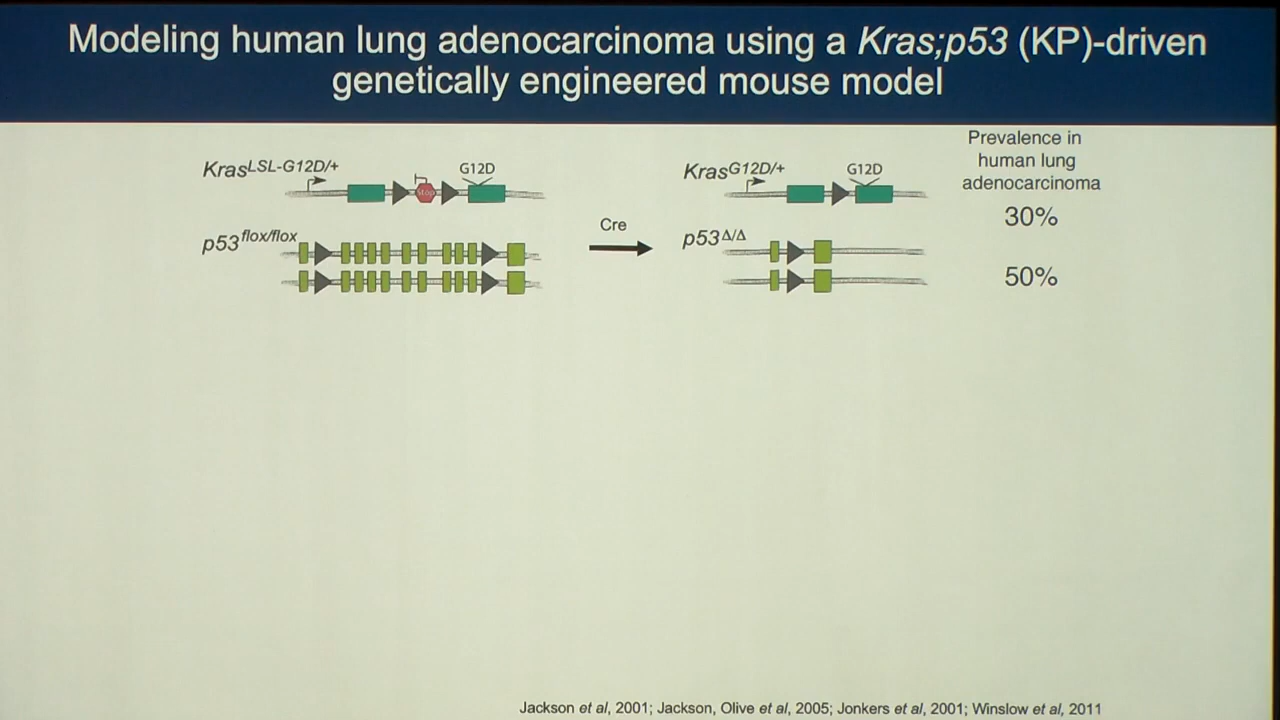 Modeling human lung adenocarcinoma using a Kras;p53 (KP)-driven
genetically engineered mouse model
Prevalence in
human lung
adenocarcinoma
KrasLSL-G12D/+
G12D
Stop
KrasG12D/+
G12D
30%
p53flox/flox
Cre
p53Δ/Δ
50%
Jackson et al, 2001; Jackson, Olive et al, 2005; Jonkers et al, 2001; Winslow et al, 2011